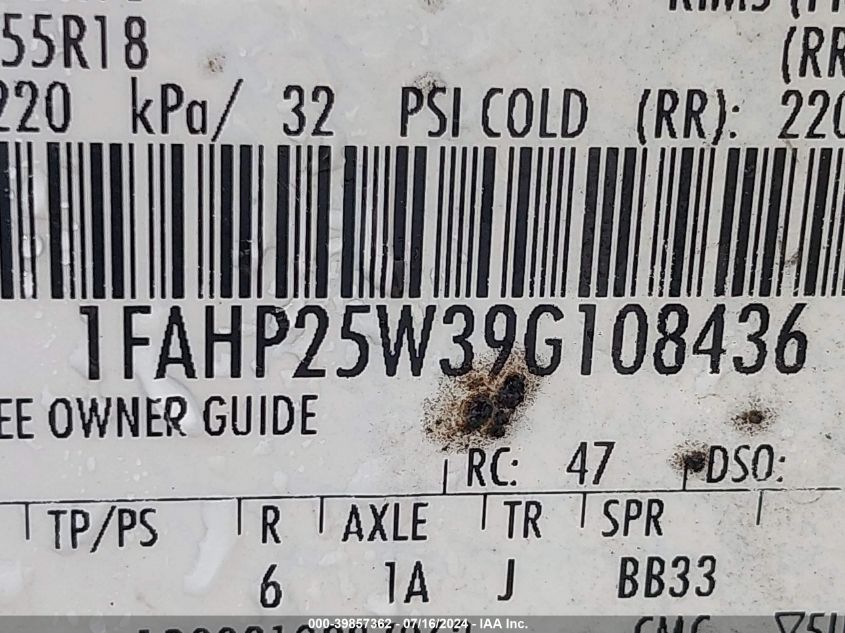 55R18
(RR
220 kPa/ 32 PSI COLD (RR): 220
1FAHP25W39G108436
EE OWNER GUIDE
RC: 47 DSO:
TP/PS R AXLE TR SPR
6 1A J BB33
000-39857362 - 07/16/2024 - IAA Inc.